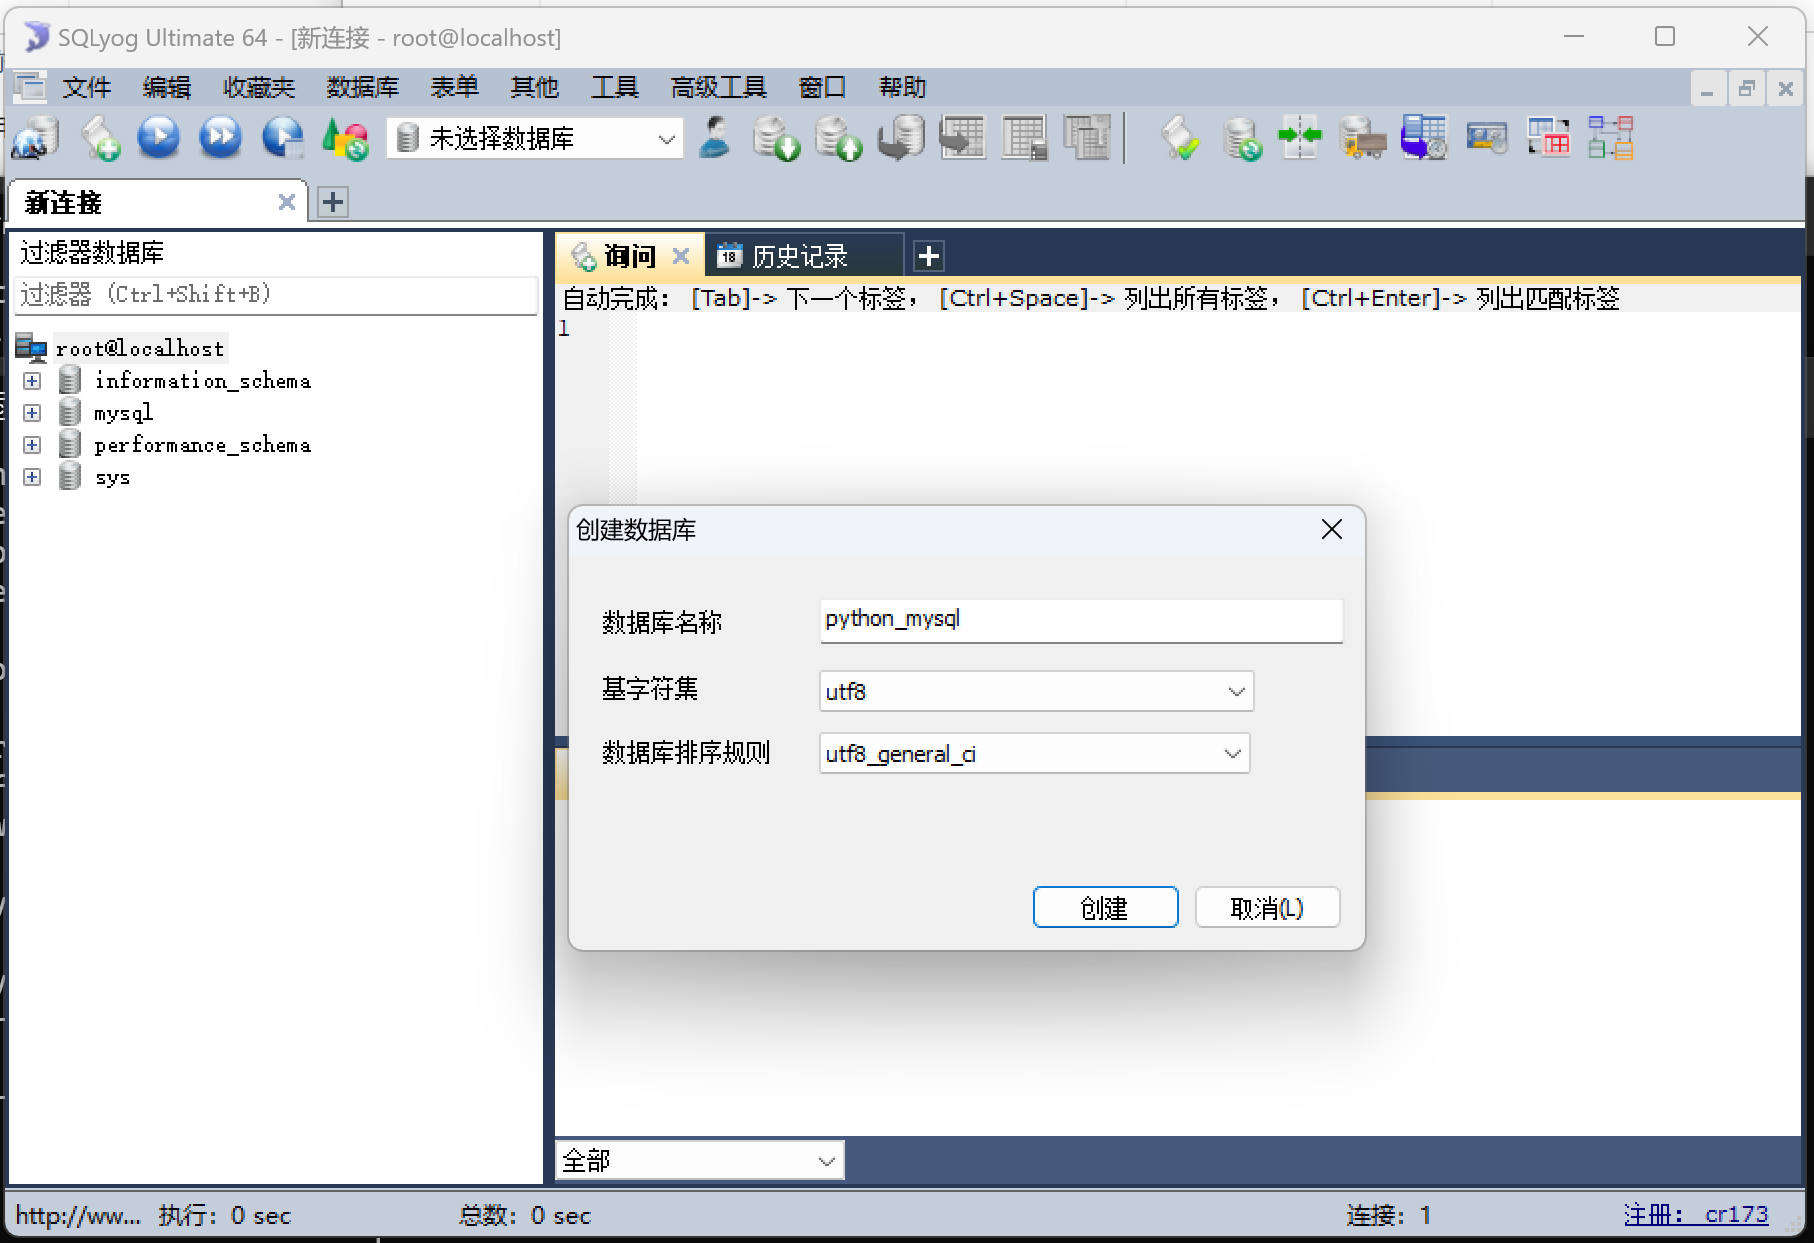 SQLyog Ultimate 64 - [新连接 - root@localhost]
文件 编辑 收藏夹 数据库 表单 其他 工具 高级工具 窗口 帮助
未选择数据库
新连接
过滤器数据库
过滤器 (Ctrl+Shift+B)
root@localhost
information_schema
mysql
performance_schema
sys
询问
18 历史记录
自动完成： [Tab]-> 下一个标签， [Ctrl+Space]-> 列出所有标签， [Ctrl+Enter]-> 列出匹配标签
1
创建数据库
数据库名称 python_mysql
基字符集 utf8
数据库排序规则 utf8_general_ci
创建 取消(L)
全部
http://ww... 执行：0 sec 总数：0 sec 连接：1 注册： cr173